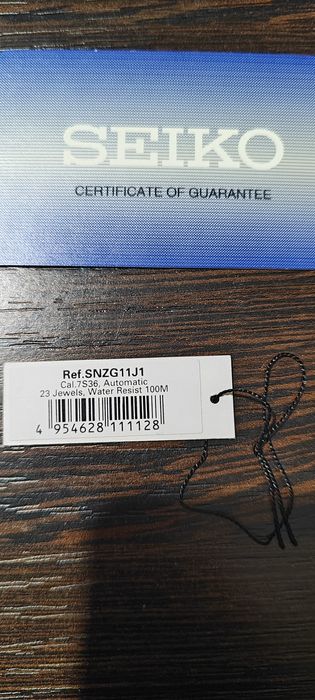 SEIKO
CERTIFICATE OF GUARANTEE
Ref.SNZG11J1
Cal.7S36, Automatic
23 Jewels, Water Resist 100M
4 954628 111128